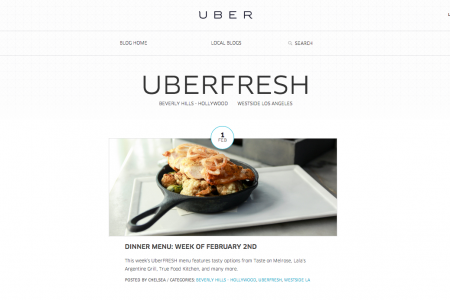 UBER
BLOG HOME LOCAL BLOGS SEARCH
UBERFRESH
BEVERLY HILLS - HOLLYWOOD WESTSIDE LOS ANGELES
1
FEB
DINNER MENU: WEEK OF FEBRUARY 2ND
This week's UberFRESH menu features tasty options from Taste on Melrose, Lola's
Argentine Grill, True Food Kitchen, and many more.
POSTED BY CHELSEA / CATEGORIES: BEVERLY HILLS - HOLLYWOOD, UBERFRESH, WESTSIDE LA